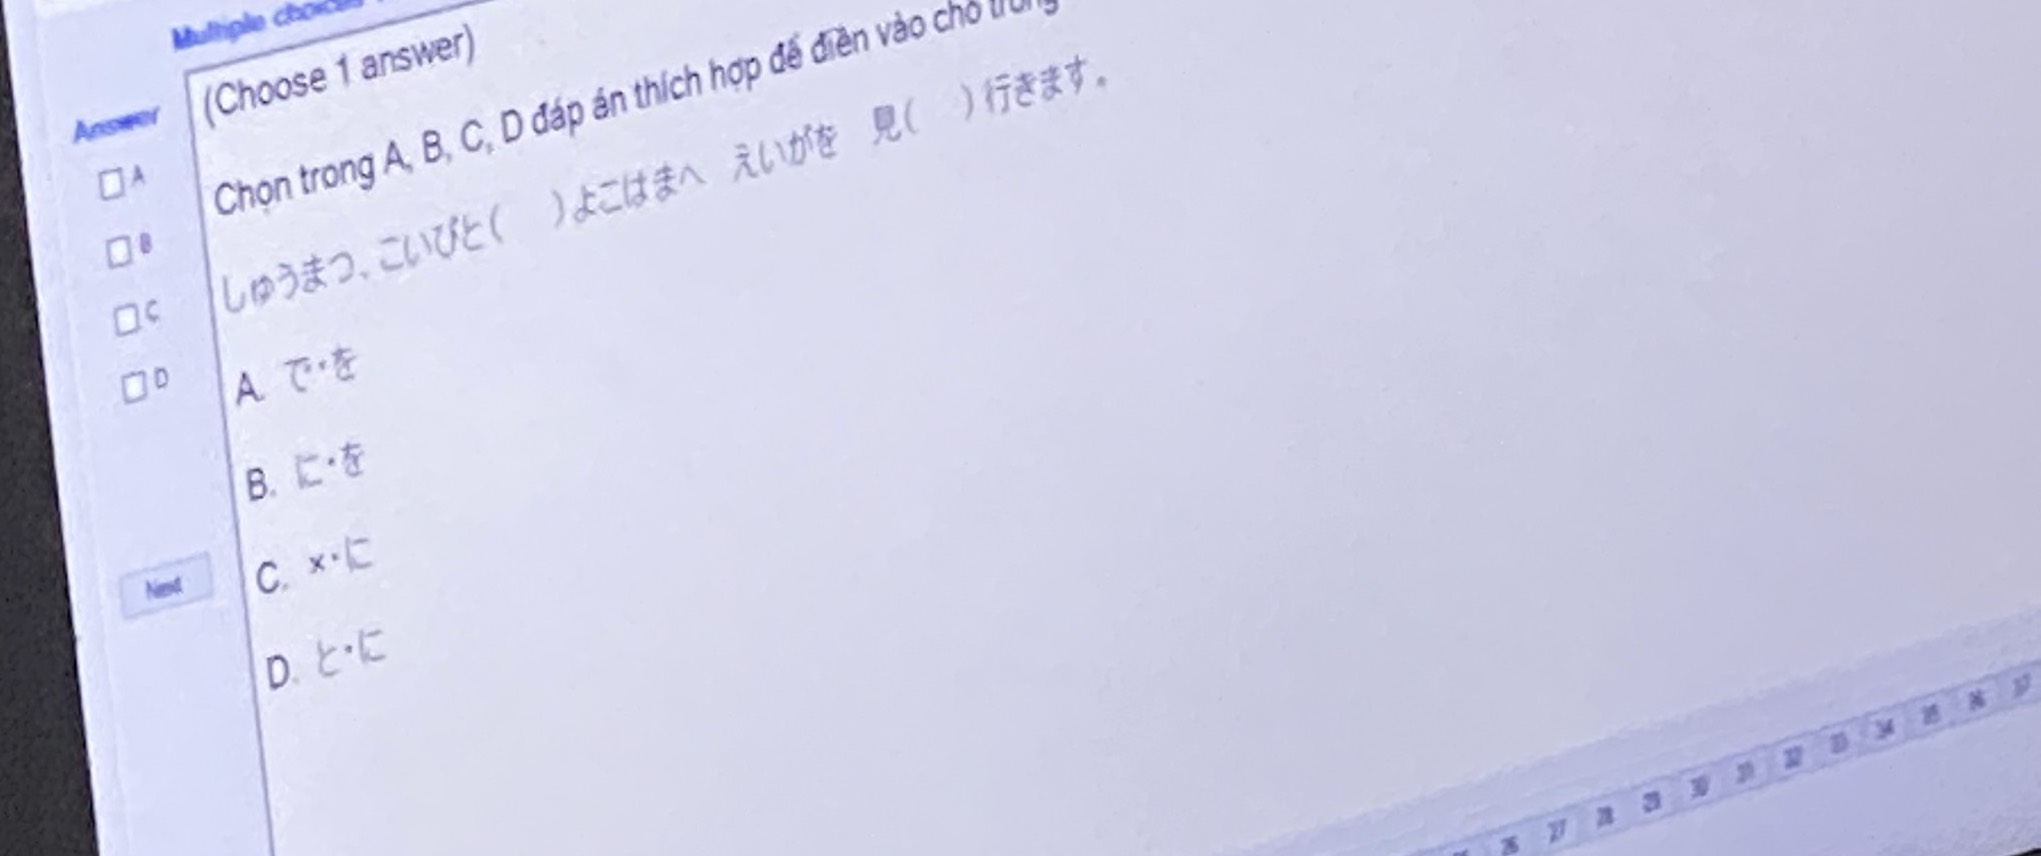 Multiple choices
(Choose 1 answer)
Answer
Chọn trong A, B, C, D đáp án thích hợp để điền vào chỗ trống
A
B
C
D
しゅうまつ、こいびと(　)よこはまへ　えいがを　見(　)行きます。
A. で・を
B. に・を
C. x・に
D. と・に
Next
26 27 28 29 30 31 32 33 34 35 36 37